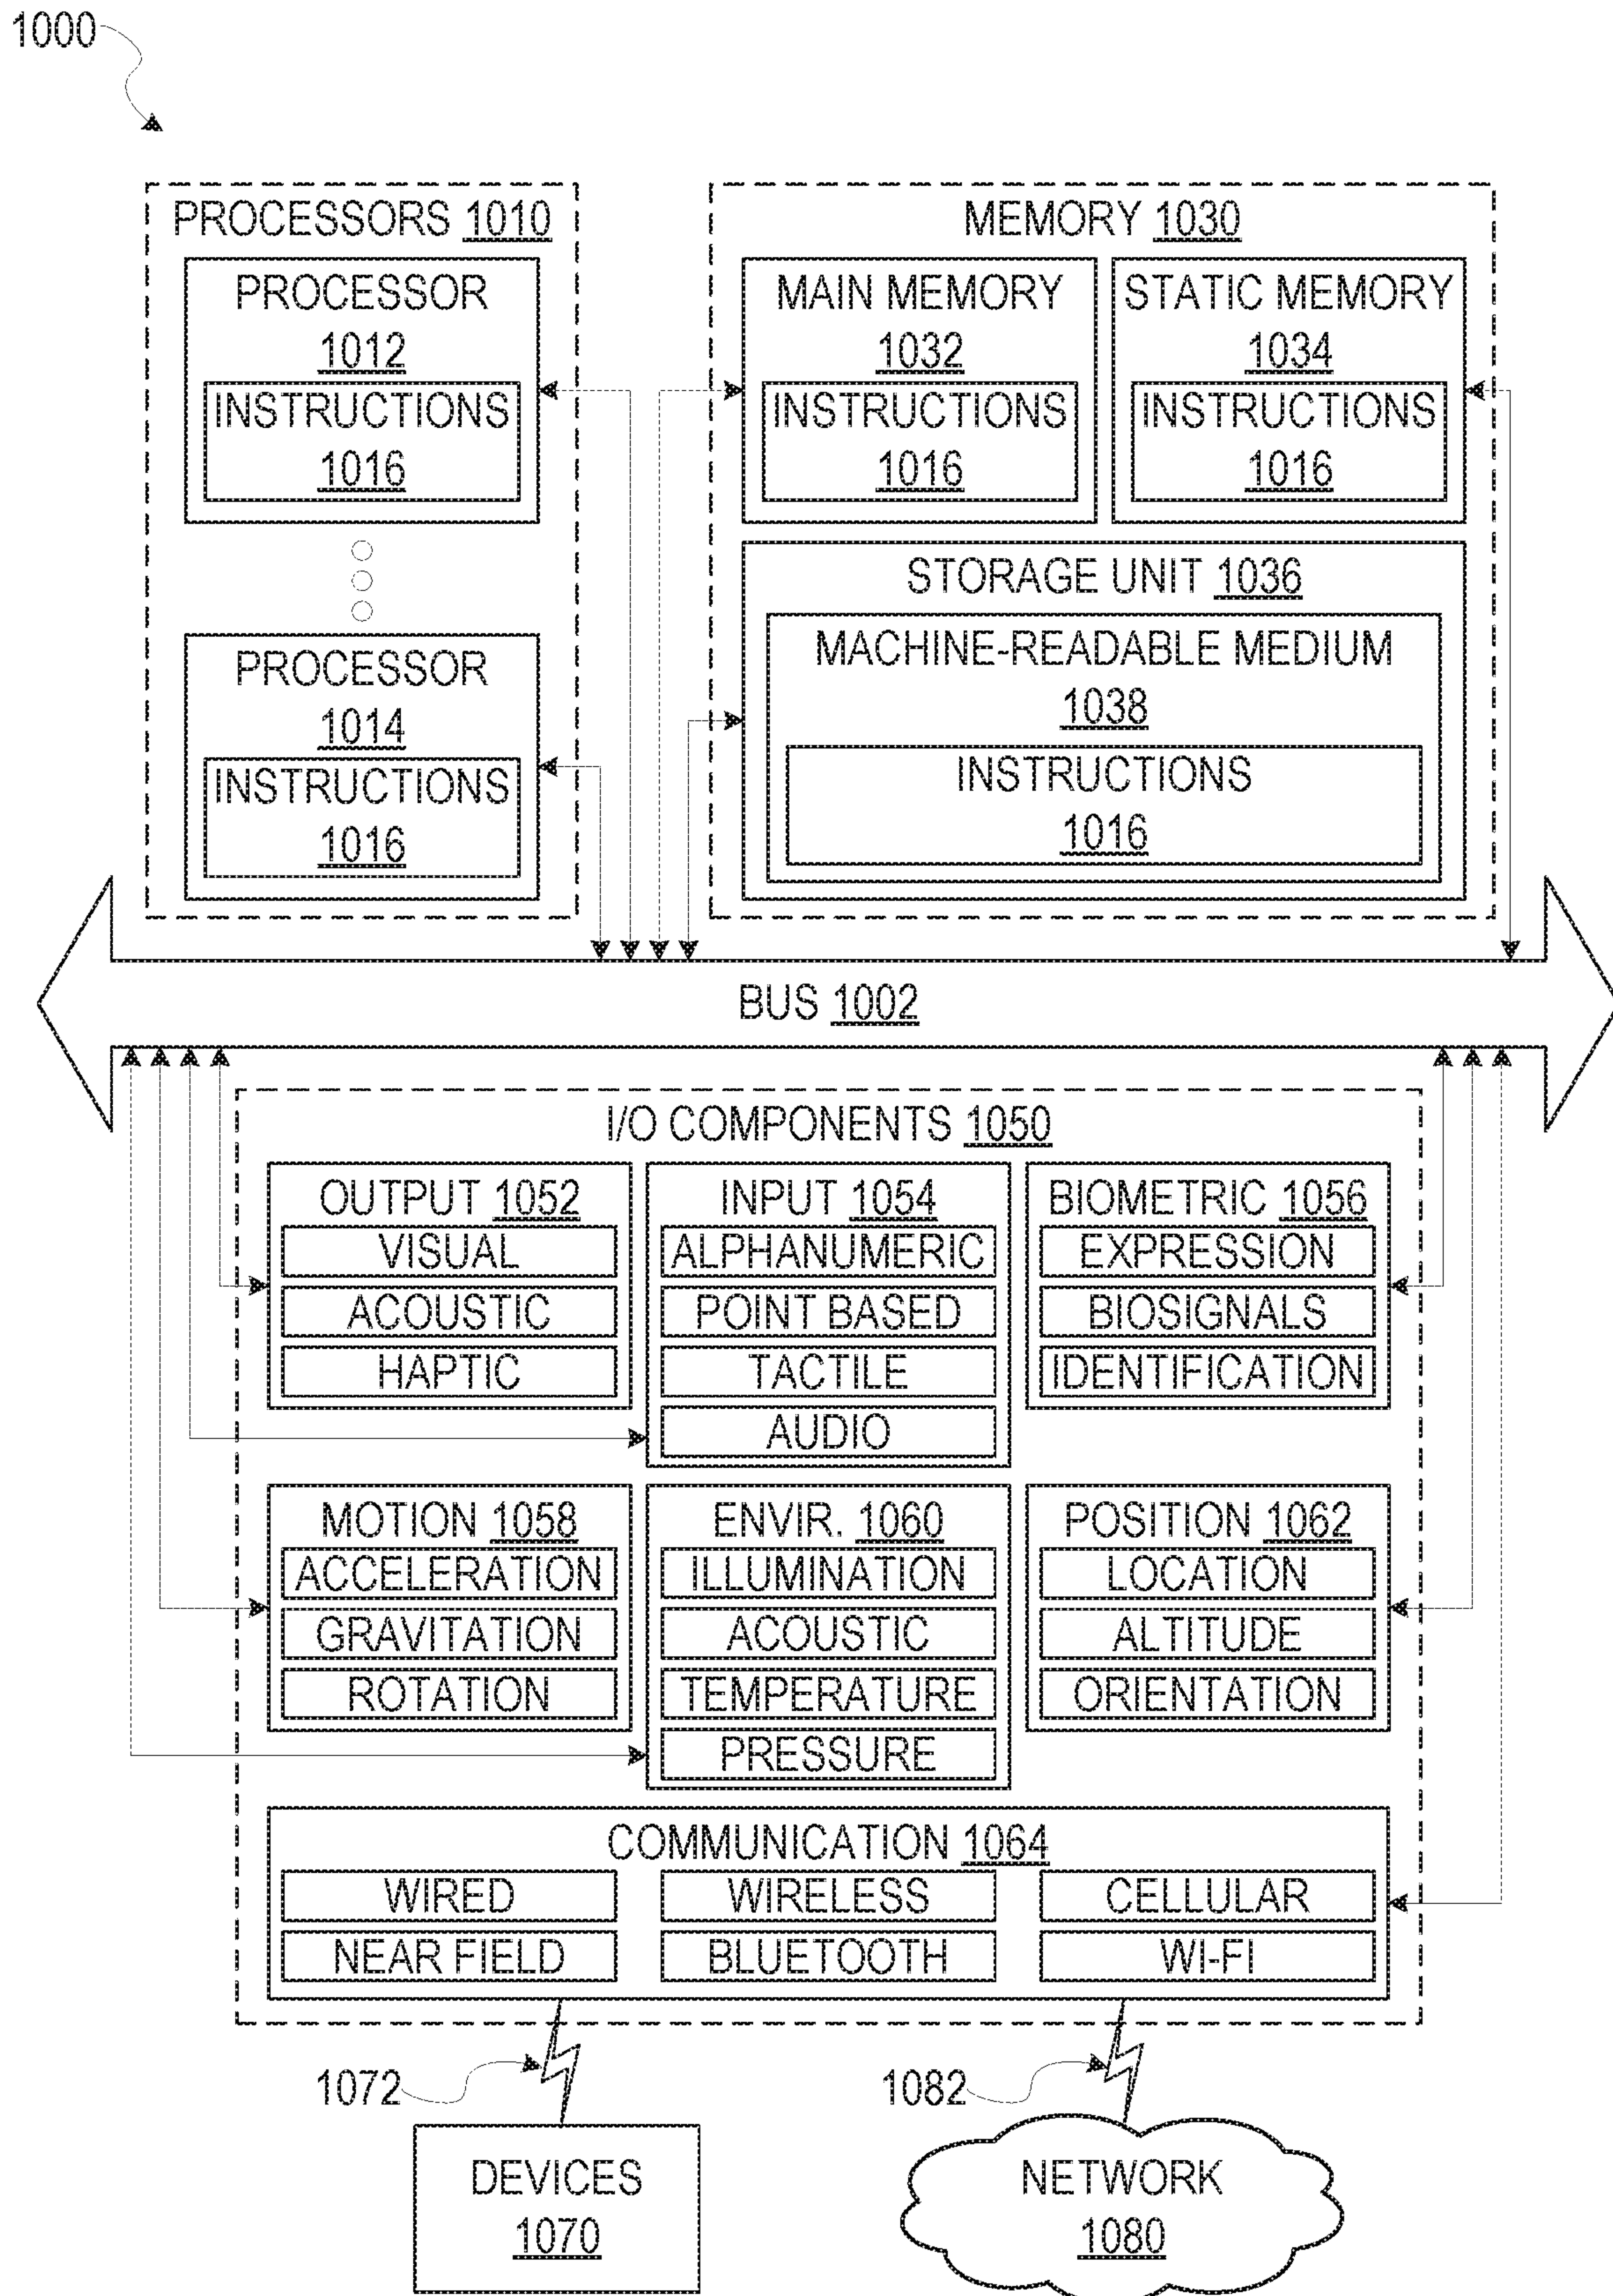 1000
PROCESSORS 1010
PROCESSOR
1012
INSTRUCTIONS
1016
PROCESSOR
1014
INSTRUCTIONS
1016
MEMORY 1030
MAIN MEMORY
1032
INSTRUCTIONS
1016
STATIC MEMORY
1034
INSTRUCTIONS
1016
STORAGE UNIT 1036
MACHINE-READABLE MEDIUM
1038
INSTRUCTIONS
1016
BUS 1002
I/O COMPONENTS 1050
OUTPUT 1052
VISUAL
ACOUSTIC
HAPTIC
INPUT 1054
ALPHANUMERIC
POINT BASED
TACTILE
AUDIO
BIOMETRIC 1056
EXPRESSION
BIOSIGNALS
IDENTIFICATION
MOTION 1058
ACCELERATION
GRAVITATION
ROTATION
ENVIR. 1060
ILLUMINATION
ACOUSTIC
TEMPERATURE
PRESSURE
POSITION 1062
LOCATION
ALTITUDE
ORIENTATION
COMMUNICATION 1064
WIRED
WIRELESS
CELLULAR
NEAR FIELD
BLUETOOTH
WI-FI
1072
1082
DEVICES
1070
NETWORK
1080